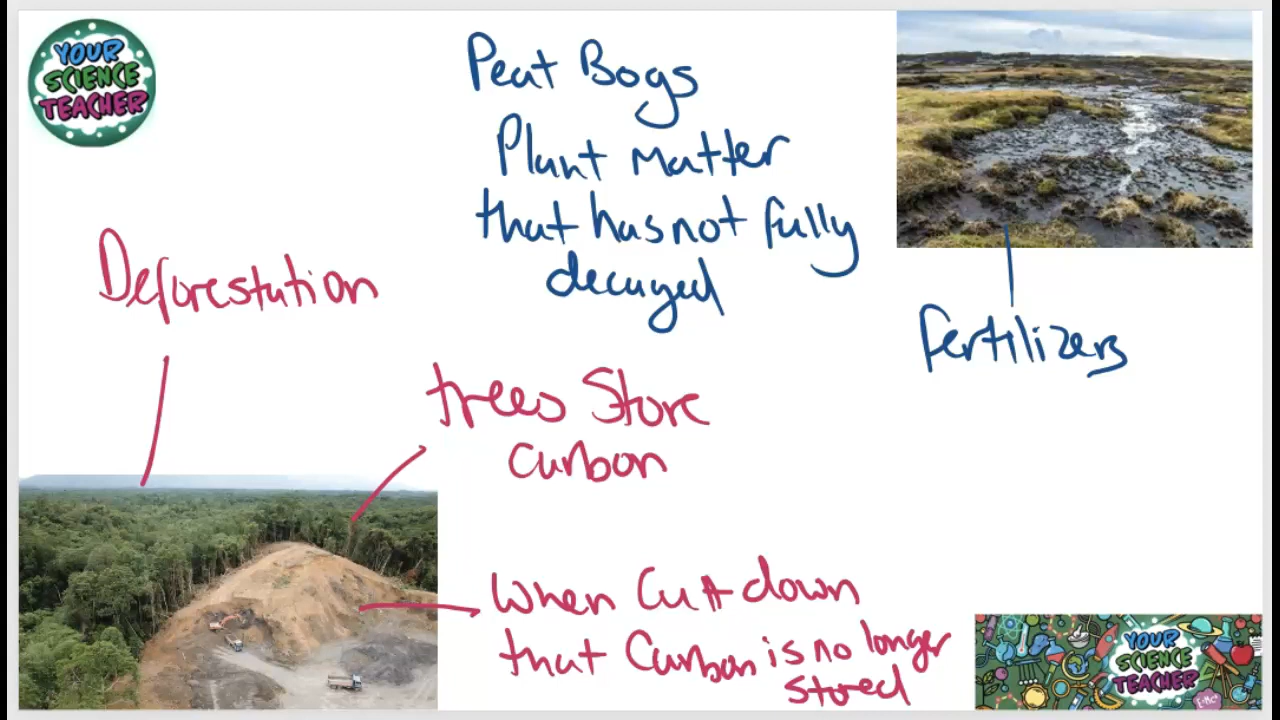 YOUR
SCIENCE
TEACHER
Peat Bogs
Plant Matter
that has not fully
decayed
Fertilizers
Deforestation
trees Store
carbon
When Cut down
that Carbon is no longer
stored
YOUR
SCIENCE
TEACHER